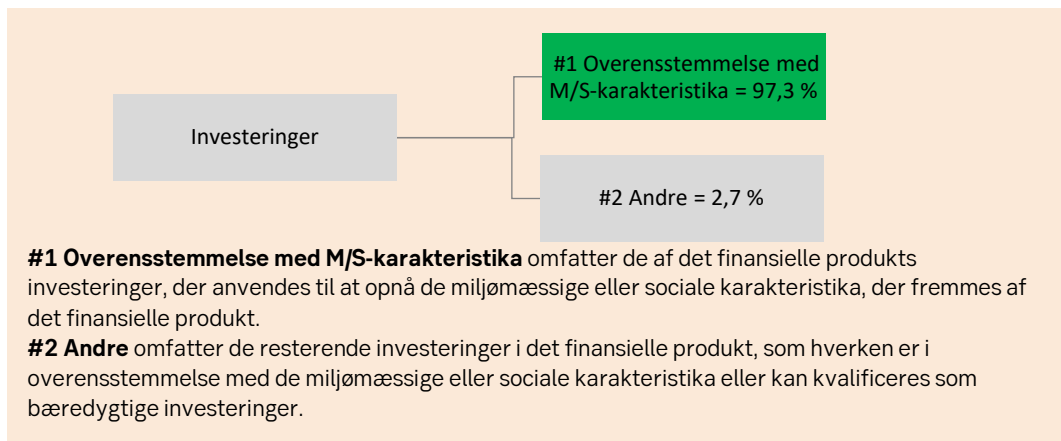 #1 Overensstemmelse med
M/S-karakteristika = 97,3 %
Investeringer
#2 Andre = 2,7 %
#1 Overensstemmelse med M/S-karakteristika omfatter de af det finansielle produkts
investeringer, der anvendes til at opnå de miljømæssige eller sociale karakteristika, der fremmes af
det finansielle produkt.
#2 Andre omfatter de resterende investeringer i det finansielle produkt, som hverken er i
overensstemmelse med de miljømæssige eller sociale karakteristika eller kan kvalificeres som
bæredygtige investeringer.